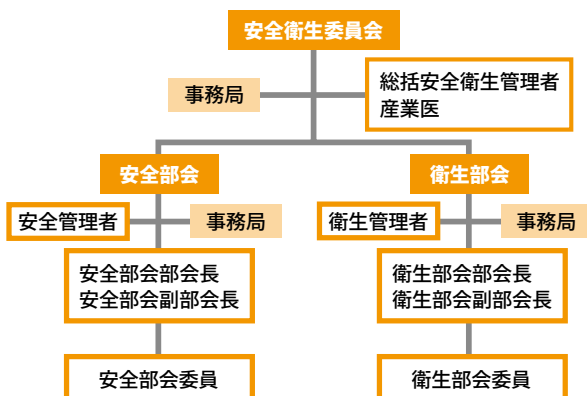 安全衛生委員会
事務局
総括安全衛生管理者
産業医
安全部会
衛生部会
安全管理者
事務局
衛生管理者
事務局
安全部会部会長
安全部会副部会長
衛生部会部会長
衛生部会副部会長
安全部会委員
衛生部会委員